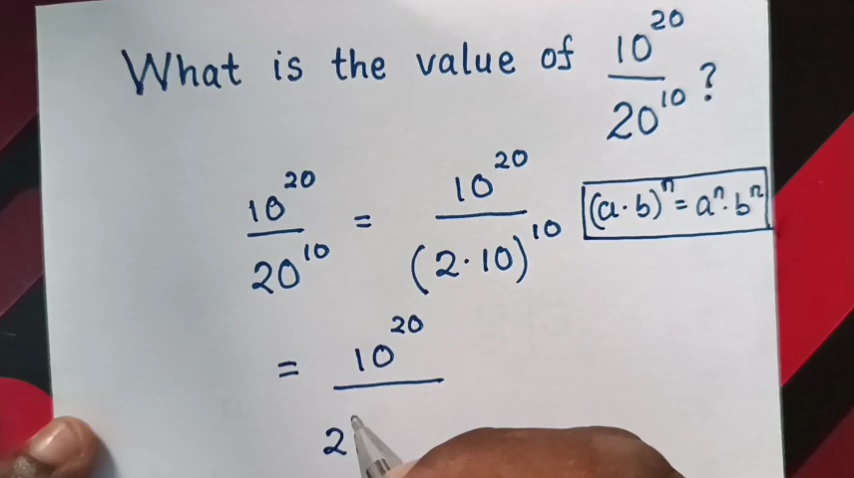 What is the value of 10^20/20^10 ?
10^20/20^10 = 10^20/(2·10)^10 (a·b)^n = a^n·b^n
= 10^20/2